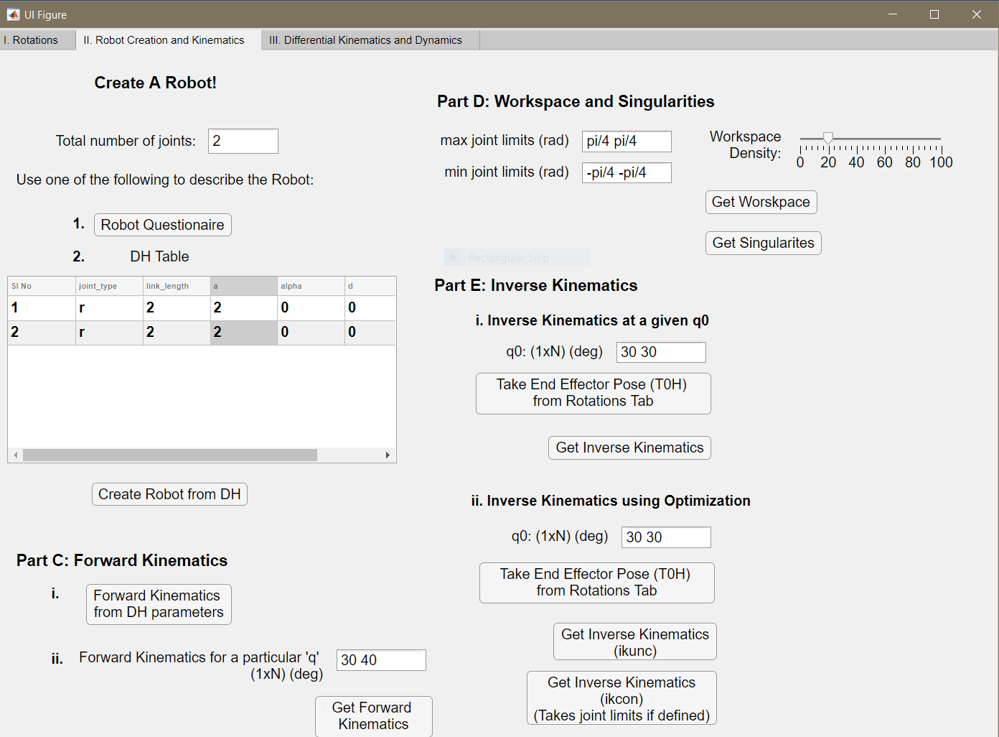 UI Figure
I. Rotations
II. Robot Creation and Kinematics
III. Differential Kinematics and Dynamics
Create A Robot!
Total number of joints:
2
Use one of the following to describe the Robot:
1.
Robot Questionaire
2.
DH Table
Sl No joint_type link_length a alpha d
1 r 2 2 0 0
2 r 2 2 0 0
Create Robot from DH
Part C: Forward Kinematics
i.
Forward Kinematics
from DH parameters
ii.
Forward Kinematics for a particular 'q'
(1xN) (deg)
30 40
Get Forward
Kinematics
Part D: Workspace and Singularities
max joint limits (rad)
pi/4 pi/4
min joint limits (rad)
-pi/4 -pi/4
Workspace
Density:
0 20 40 60 80 100
Get Worskpace
Get Singularites
Rectangular Snip
Part E: Inverse Kinematics
i. Inverse Kinematics at a given q0
q0: (1xN) (deg)
30 30
Take End Effector Pose (T0H)
from Rotations Tab
Get Inverse Kinematics
ii. Inverse Kinematics using Optimization
q0: (1xN) (deg)
30 30
Take End Effector Pose (T0H)
from Rotations Tab
Get Inverse Kinematics
(ikunc)
Get Inverse Kinematics
(ikcon)
(Takes joint limits if defined)